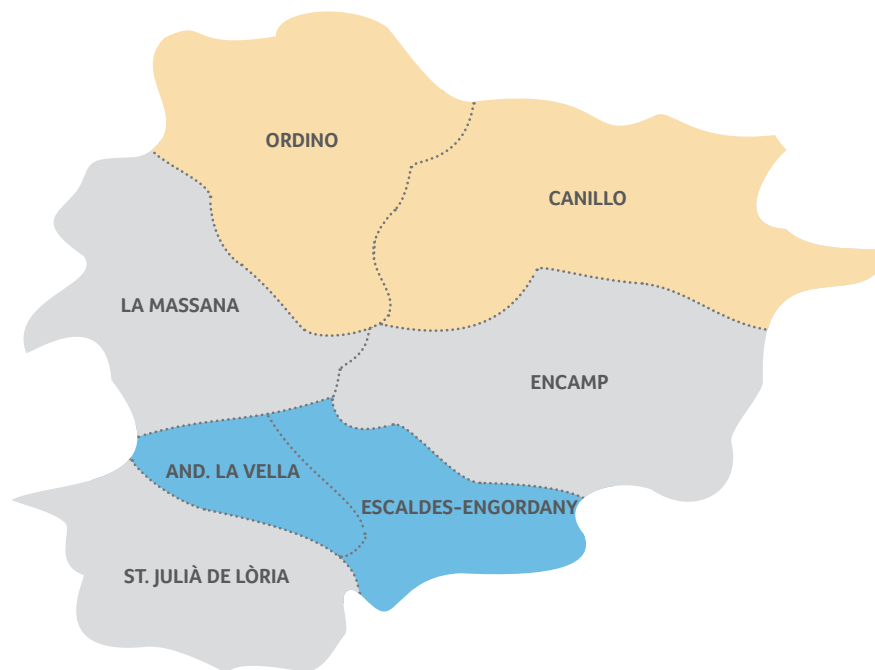 ORDINO
CANILLO
LA MASSANA
ENCAMP
AND. LA VELLA
ESCALDES-ENGORDANY
ST. JULIÀ DE LÒRIA